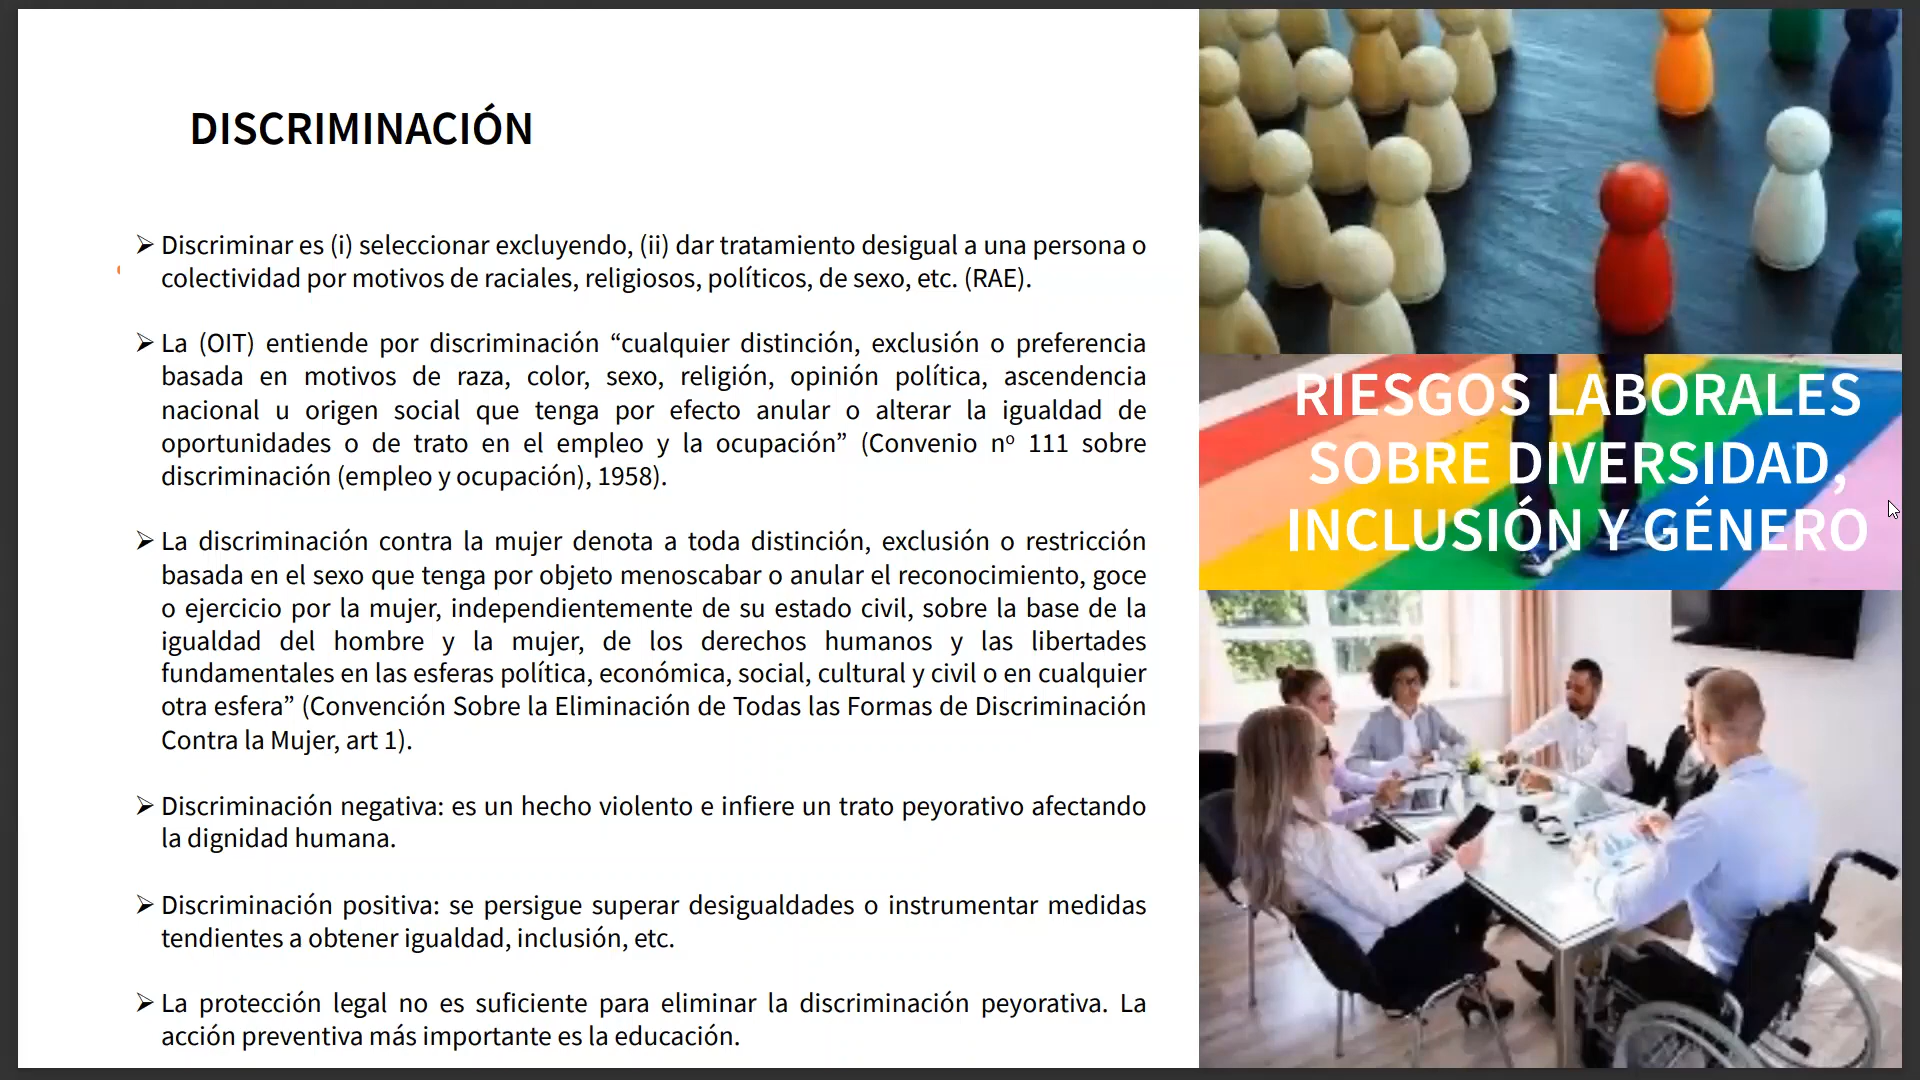 DISCRIMINACIÓN
➢ Discriminar es (i) seleccionar excluyendo, (ii) dar tratamiento desigual a una persona o
colectividad por motivos de raciales, religiosos, políticos, de sexo, etc. (RAE).
➢ La (OIT) entiende por discriminación “cualquier distinción, exclusión o preferencia
basada en motivos de raza, color, sexo, religión, opinión política, ascendencia
nacional u origen social que tenga por efecto anular o alterar la igualdad de
oportunidades o de trato en el empleo y la ocupación” (Convenio nº 111 sobre
discriminación (empleo y ocupación), 1958).
➢ La discriminación contra la mujer denota a toda distinción, exclusión o restricción
basada en el sexo que tenga por objeto menoscabar o anular el reconocimiento, goce
o ejercicio por la mujer, independientemente de su estado civil, sobre la base de la
igualdad del hombre y la mujer, de los derechos humanos y las libertades
fundamentales en las esferas política, económica, social, cultural y civil o en cualquier
otra esfera” (Convención Sobre la Eliminación de Todas las Formas de Discriminación
Contra la Mujer, art 1).
➢ Discriminación negativa: es un hecho violento e infiere un trato peyorativo afectando
la dignidad humana.
➢ Discriminación positiva: se persigue superar desigualdades o instrumentar medidas
tendientes a obtener igualdad, inclusión, etc.
➢ La protección legal no es suficiente para eliminar la discriminación peyorativa. La
acción preventiva más importante es la educación.
RIESGOS LABORALES
SOBRE DIVERSIDAD,
INCLUSIÓN Y GÉNERO